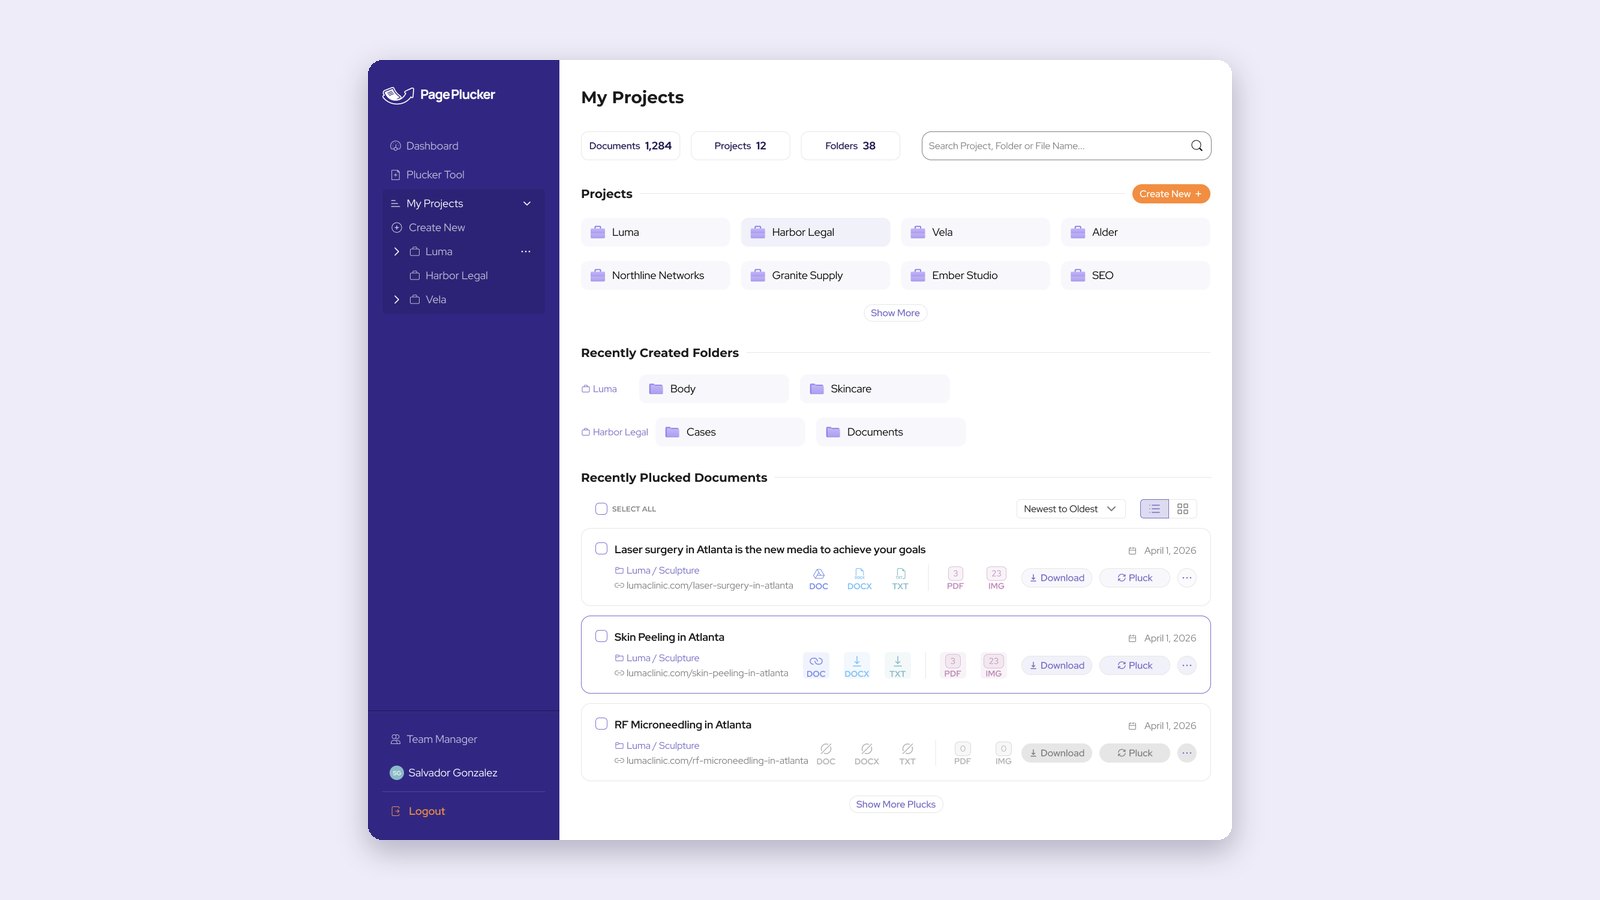 PagePlucker
Dashboard
Plucker Tool
My Projects
Create New
Luma
Harbor Legal
Vela
Team Manager
SG Salvador Gonzalez
Logout
My Projects
Documents 1,284
Projects 12
Folders 38
Search Project, Folder or File Name...
Projects
Create New +
Luma
Harbor Legal
Vela
Alder
Northline Networks
Granite Supply
Ember Studio
SEO
Show More
Recently Created Folders
Luma
Body
Skincare
Harbor Legal
Cases
Documents
Recently Plucked Documents
SELECT ALL
Newest to Oldest
Laser surgery in Atlanta is the new media to achieve your goals
April 1, 2026
Luma / Sculpture
lumaclinic.com/laser-surgery-in-atlanta
DOC
DOCX
TXT
3 PDF
23 IMG
Download
Pluck
Skin Peeling in Atlanta
April 1, 2026
Luma / Sculpture
lumaclinic.com/skin-peeling-in-atlanta
DOC
DOCX
TXT
3 PDF
23 IMG
Download
Pluck
RF Microneedling in Atlanta
April 1, 2026
Luma / Sculpture
lumaclinic.com/rf-microneedling-in-atlanta
DOC
DOCX
TXT
0 PDF
0 IMG
Download
Pluck
Show More Plucks